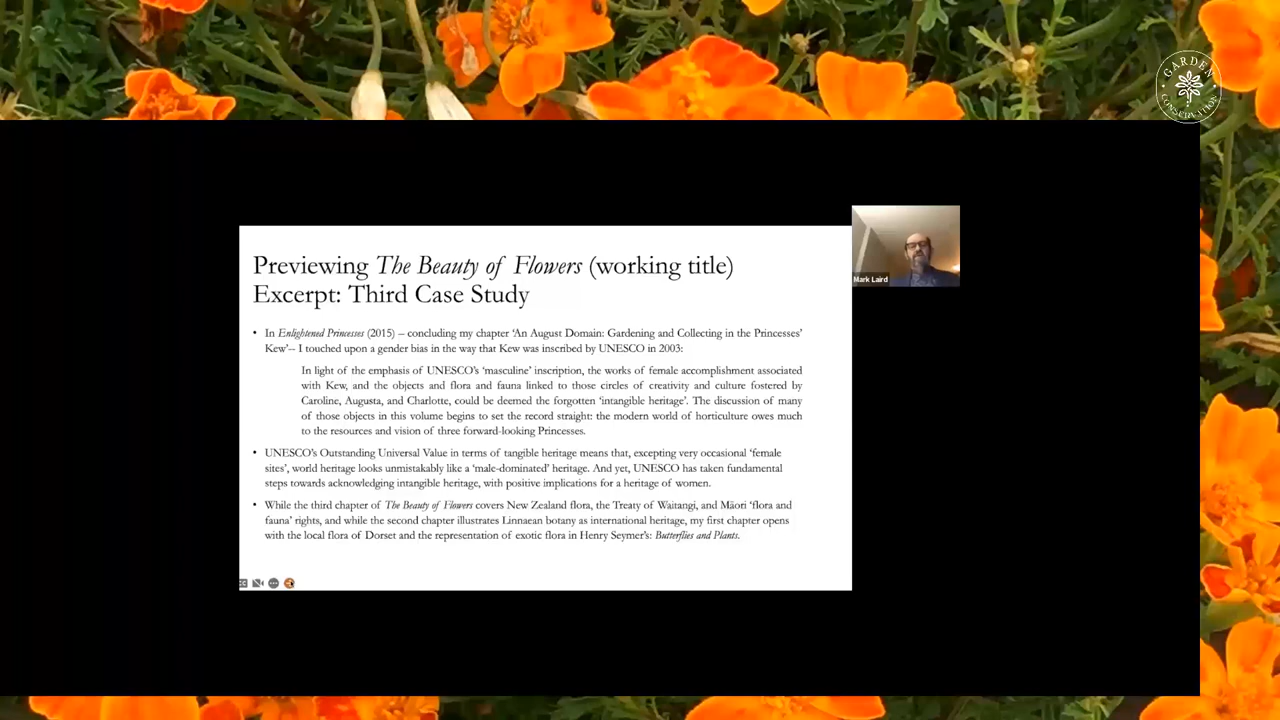 GARDEN
CONSERVANCY
Previewing The Beauty of Flowers (working title)
Excerpt: Third Case Study
Mark Laird
• In Enlightened Princesses (2015) – concluding my chapter ‘An August Domain: Gardening and Collecting in the Princesses’
Kew’-- I touched upon a gender bias in the way that Kew was inscribed by UNESCO in 2003:
In light of the emphasis of UNESCO’s ‘masculine’ inscription, the works of female accomplishment associated
with Kew, and the objects and flora and fauna linked to those circles of creativity and culture fostered by
Caroline, Augusta, and Charlotte, could be deemed the forgotten ‘intangible heritage’. The discussion of many
of those objects in this volume begins to set the record straight: the modern world of horticulture owes much
to the resources and vision of three forward-looking Princesses.
• UNESCO’s Outstanding Universal Value in terms of tangible heritage means that, excepting very occasional ‘female
sites’, world heritage looks unmistakably like a ‘male-dominated’ heritage. And yet, UNESCO has taken fundamental
steps towards acknowledging intangible heritage, with positive implications for a heritage of women.
• While the third chapter of The Beauty of Flowers covers New Zealand flora, the Treaty of Waitangi, and Māori ‘flora and
fauna’ rights, and while the second chapter illustrates Linnaean botany as international heritage, my first chapter opens
with the local flora of Dorset and the representation of exotic flora in Henry Seymer’s: Butterflies and Plants.